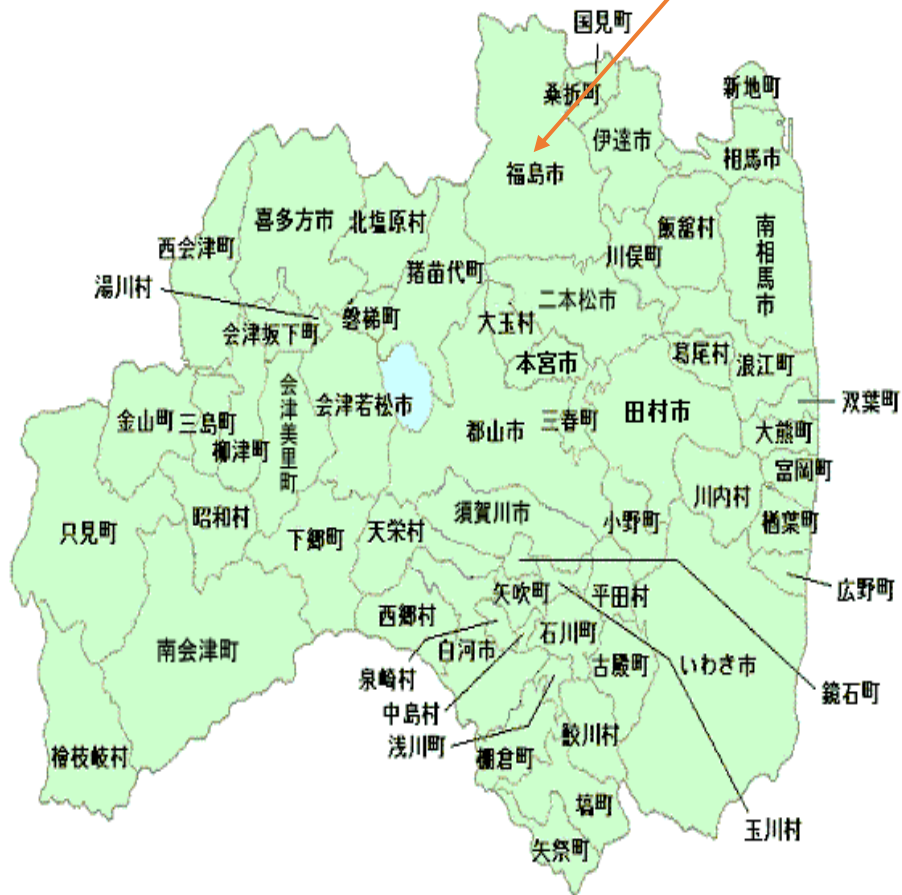 国見町
桑折町
新地町
伊達市
相馬市
福島市
喜多方市
北塩原村
飯舘村
南相馬市
西会津町
川俣町
猪苗代町
湯川村
二本松市
磐梯町
大玉村
会津坂下町
葛尾村
本宮市
浪江町
双葉町
会津若松市
会津美里町
田村市
金山町
三島町
三春町
郡山市
大熊町
柳津町
富岡町
川内村
昭和村
須賀川市
小野町
楢葉町
只見町
天栄村
下郷町
広野町
矢吹町
平田村
西郷村
石川町
南会津町
白河市
古殿町
いわき市
泉崎村
鏡石町
中島村
浅川町
鮫川村
檜枝岐村
棚倉町
塙町
玉川村
矢祭町